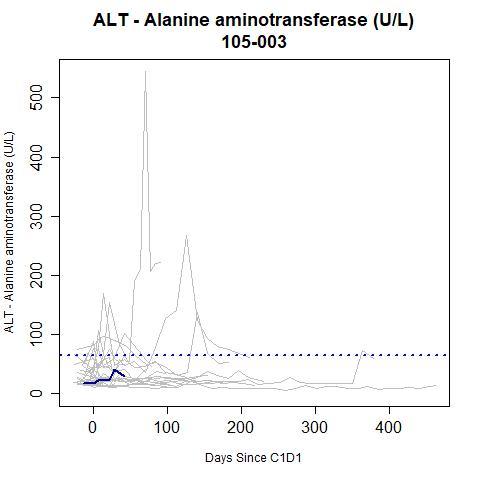 ALT - Alanine aminotransferase (U/L)
105-003
ALT - Alanine aminotransferase (U/L)
500
400
300
200
100
0
0 100 200 300 400
Days Since C1D1